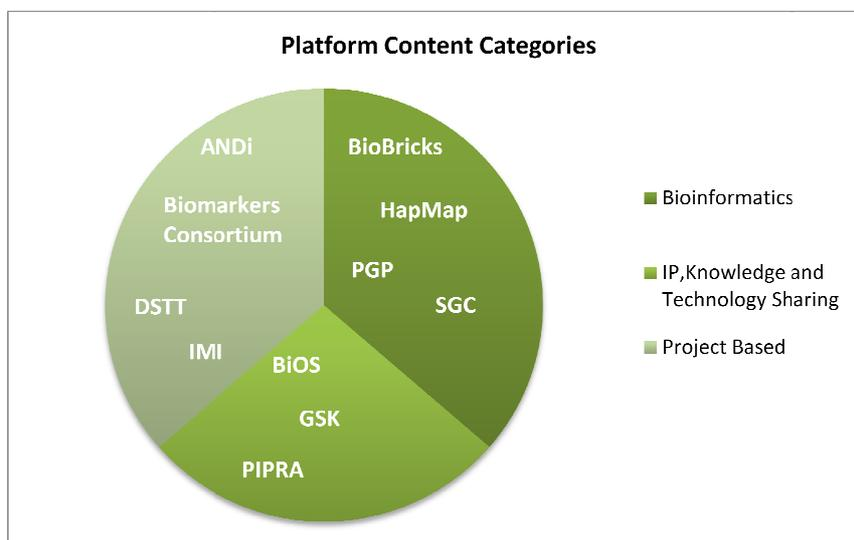 Platform Content Categories
ANDi
Biomarkers
Consortium
DSTT
IMI
BioBricks
HapMap
PGP
SGC
BiOS
GSK
PIPRA
Bioinformatics
IP,Knowledge and
Technology Sharing
Project Based